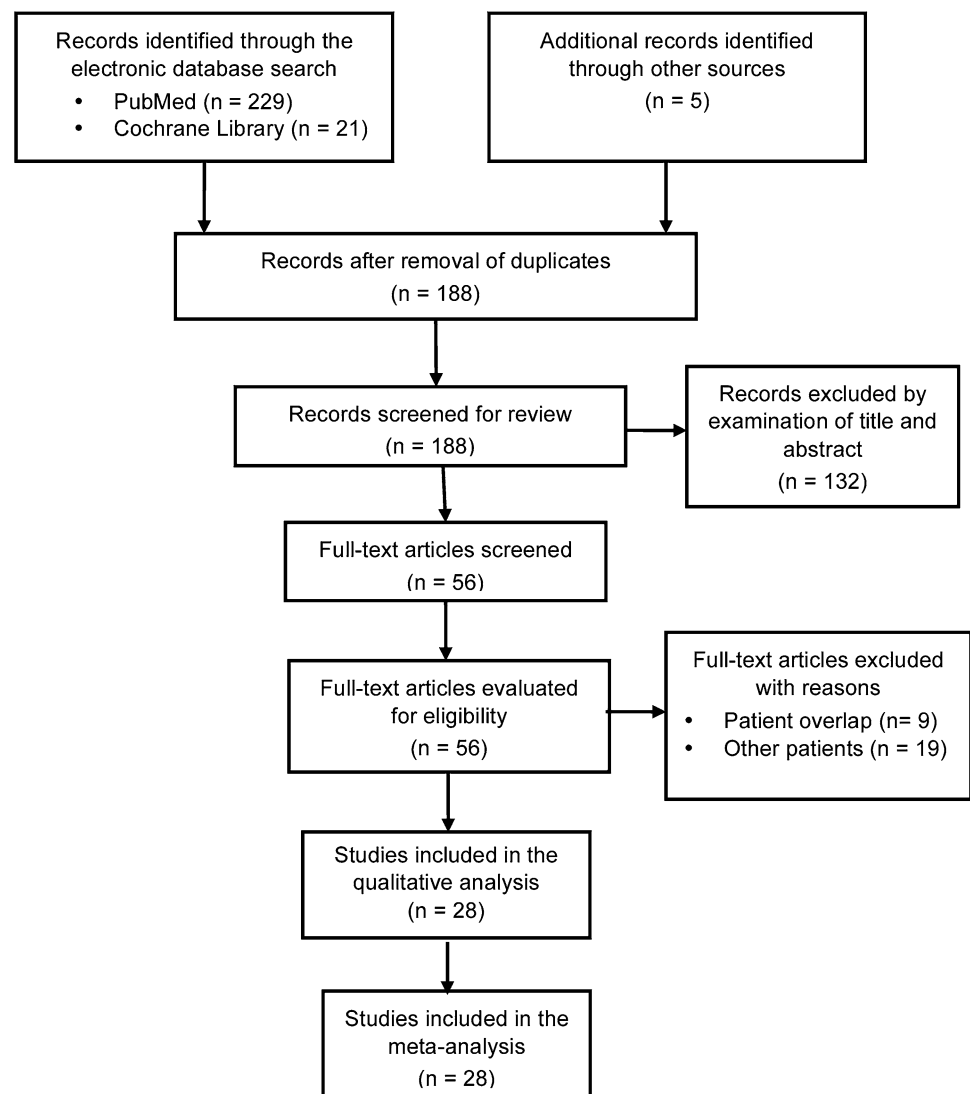 Records identified through the
electronic database search
• PubMed (n = 229)
• Cochrane Library (n = 21)
Additional records identified
through other sources
(n = 5)
Records after removal of duplicates
(n = 188)
Records screened for review
(n = 188)
Records excluded by
examination of title and
abstract
(n = 132)
Full-text articles screened
(n = 56)
Full-text articles evaluated
for eligibility
(n = 56)
Full-text articles excluded
with reasons
• Patient overlap (n= 9)
• Other patients (n = 19)
Studies included in the
qualitative analysis
(n = 28)
Studies included in the
meta-analysis
(n = 28)